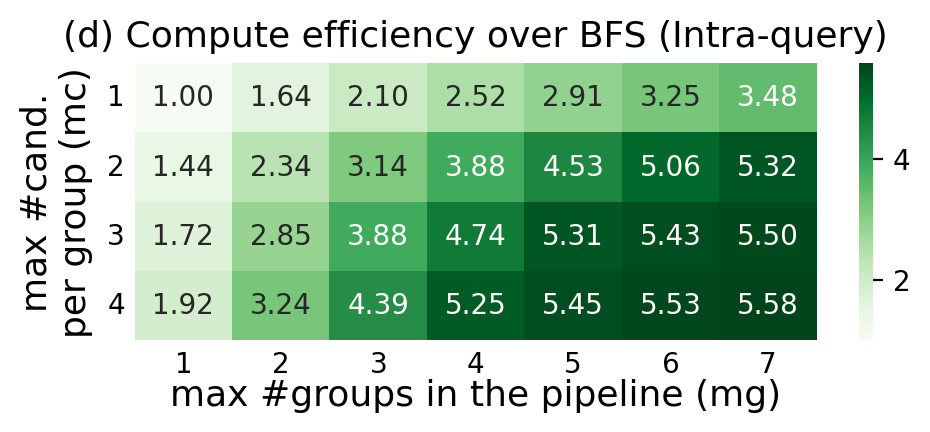 (d) Compute efficiency over BFS (Intra-query)
max #cand.
per group (mc)
1 1.00 1.64 2.10 2.52 2.91 3.25 3.48
2 1.44 2.34 3.14 3.88 4.53 5.06 5.32
3 1.72 2.85 3.88 4.74 5.31 5.43 5.50
4 1.92 3.24 4.39 5.25 5.45 5.53 5.58
1 2 3 4 5 6 7
max #groups in the pipeline (mg)
4
2